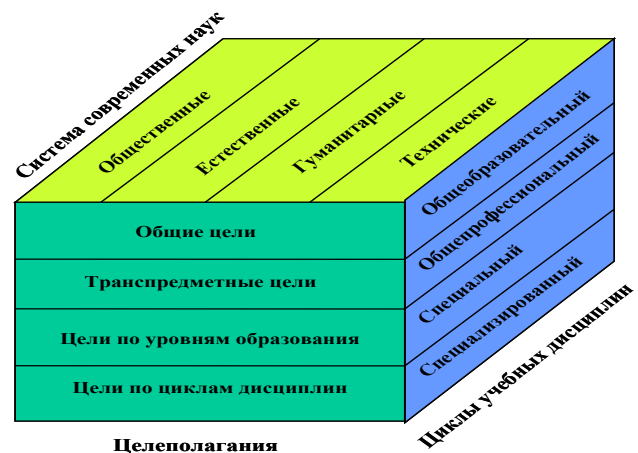 Система современных наук
Общественные
Естественные
Гуманитарные
Технические
Общеобразовательный
Общепрофессиональный
Специальный
Специализированный
Общие цели
Транспредметные цели
Цели по уровням образования
Цели по циклам дисциплин
Целеполагания
Циклы учебных дисциплин